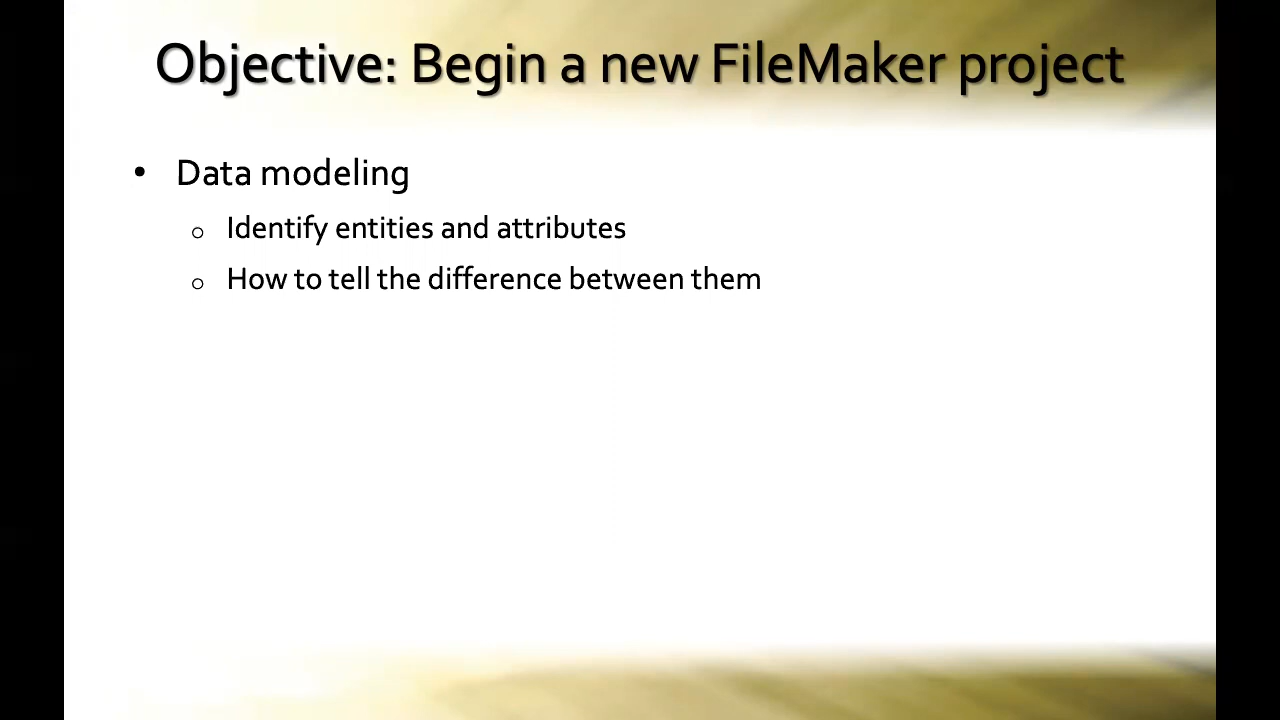 Objective: Begin a new FileMaker project
• Data modeling
o Identify entities and attributes
o How to tell the difference between them